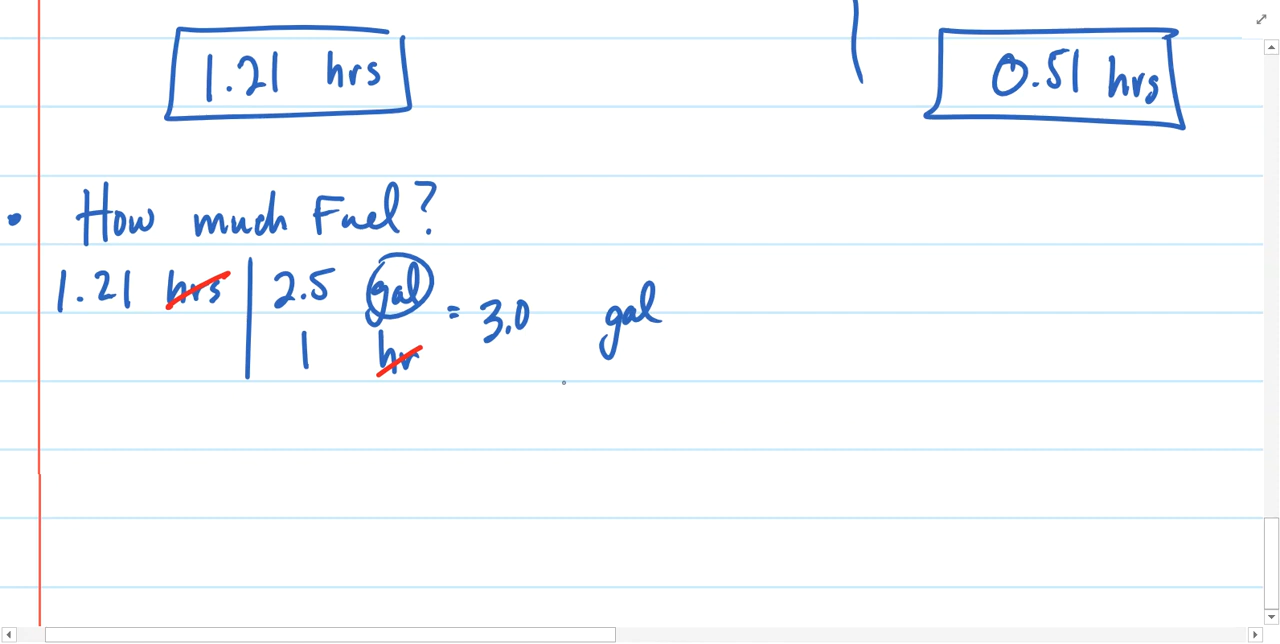 1.21 hrs
0.51 hrs
• How much Fuel?
1.21 hrs | 2.5 gal = 3.0 gal
1 hr